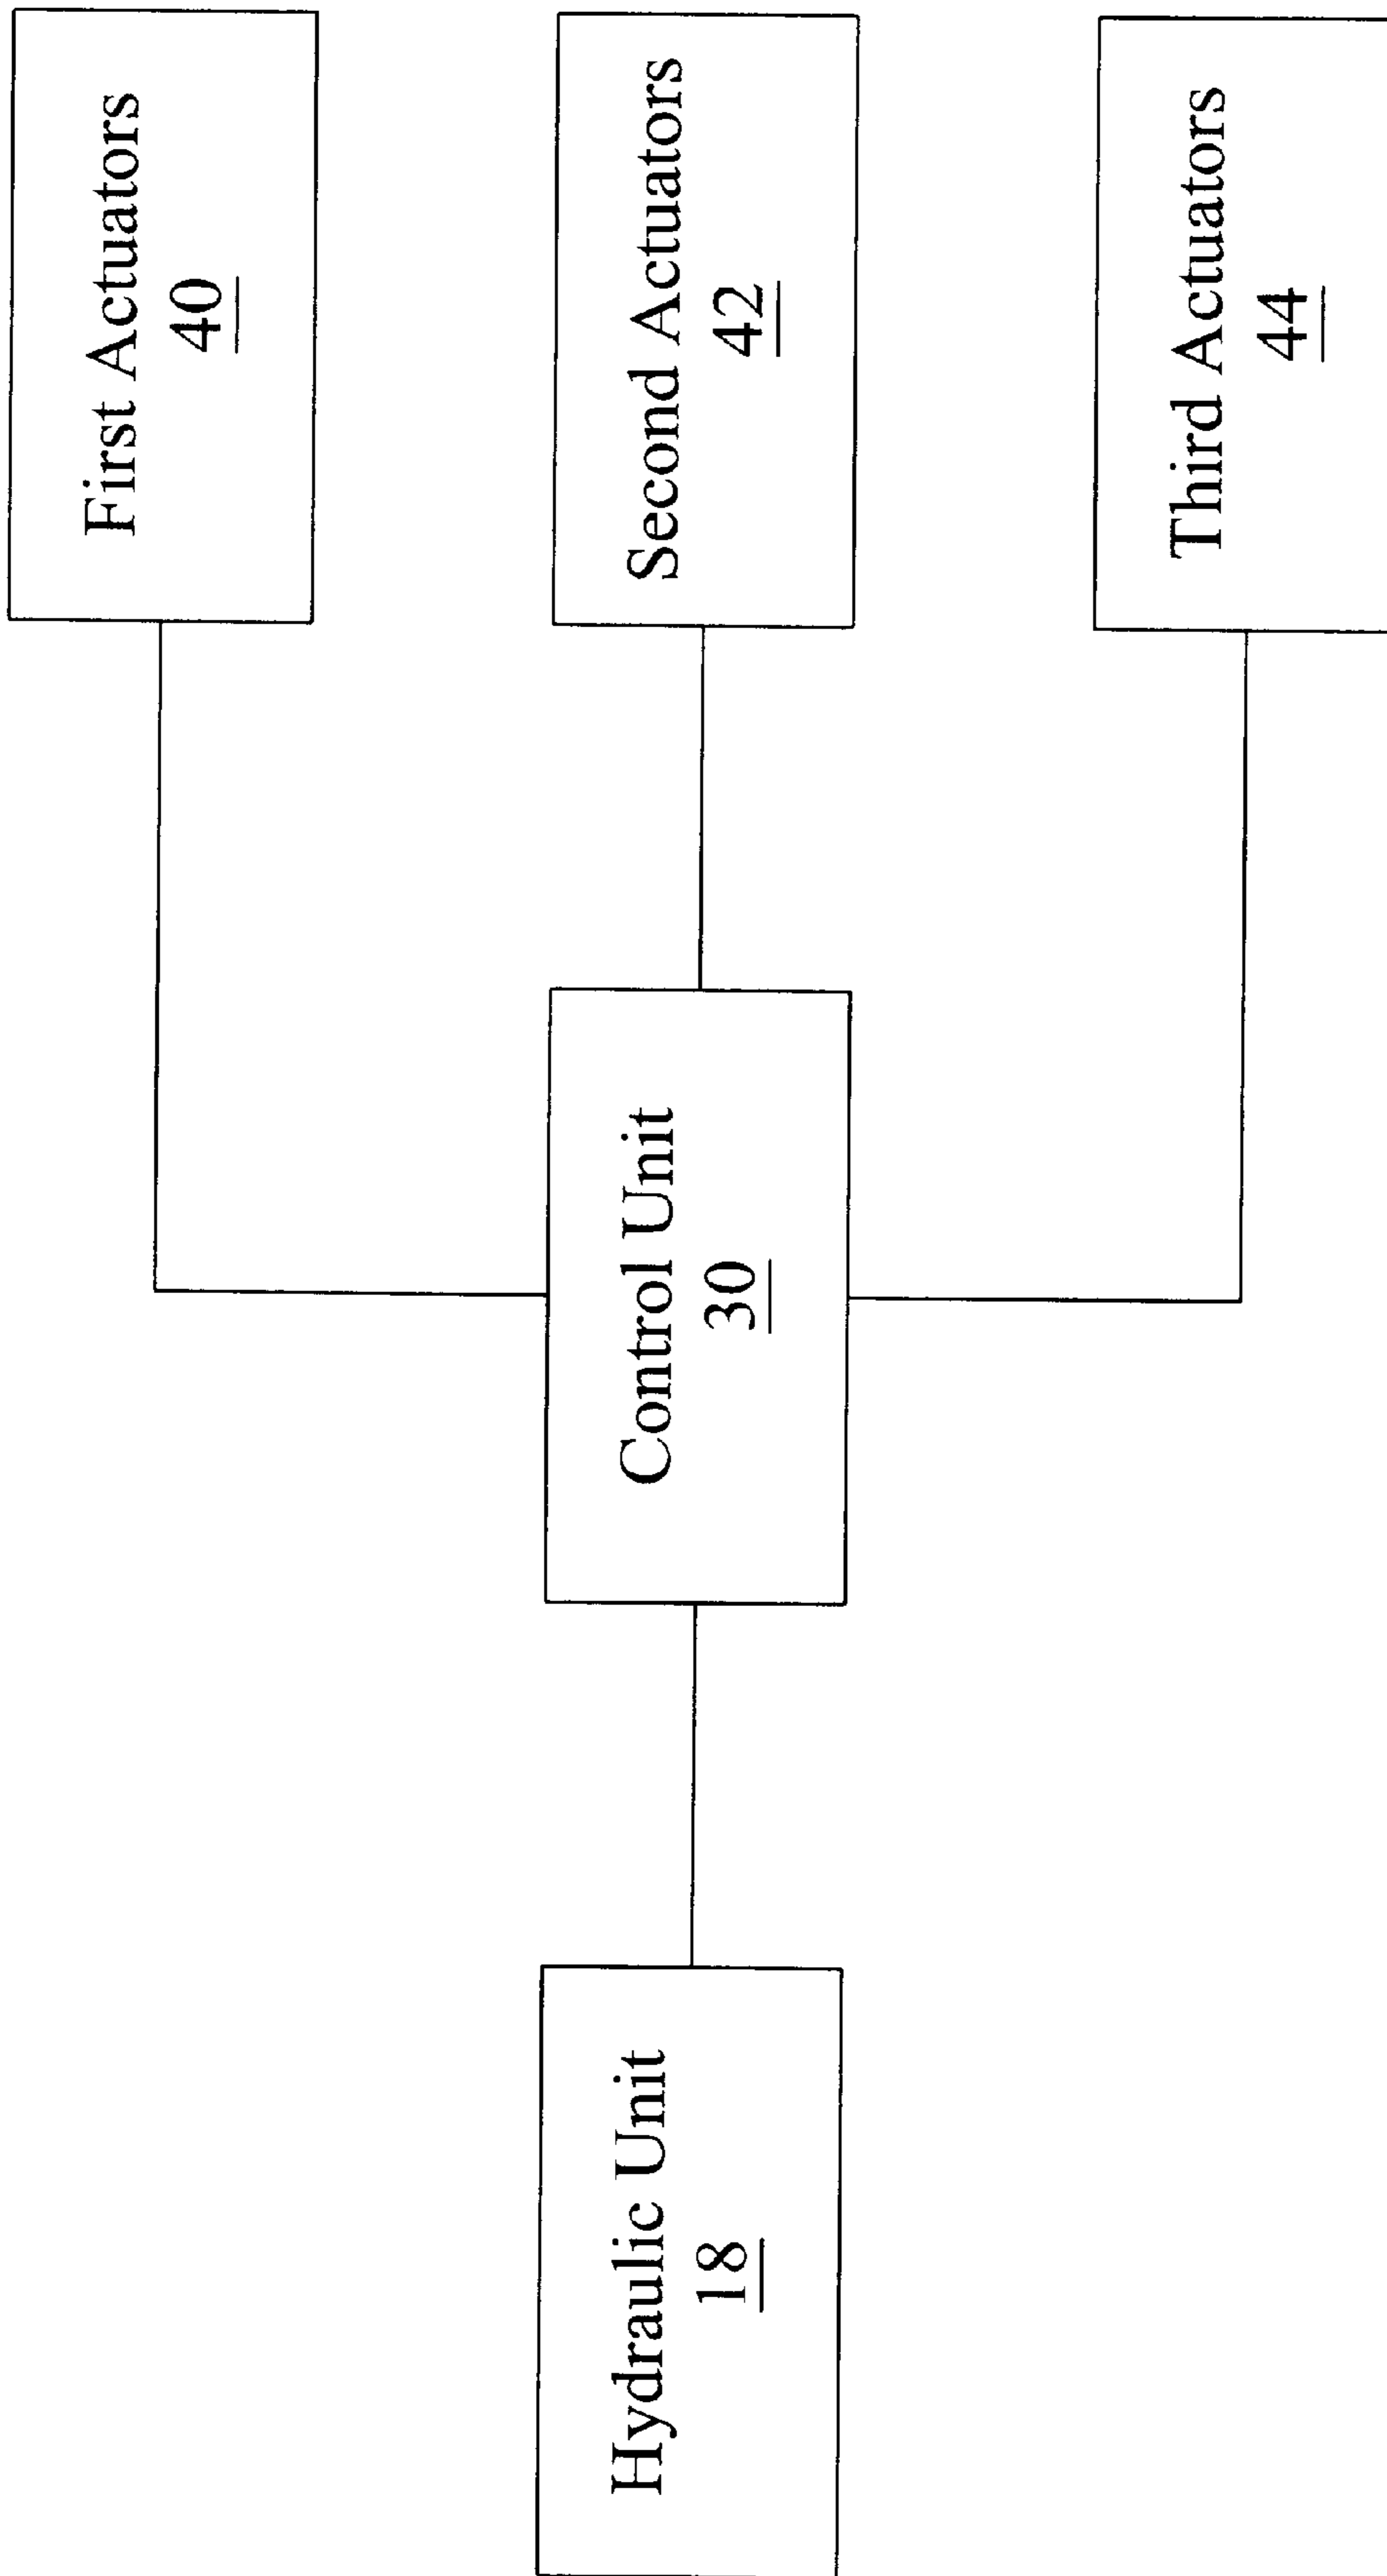 Hydraulic Unit
18
Control Unit
30
First Actuators
40
Second Actuators
42
Third Actuators
44